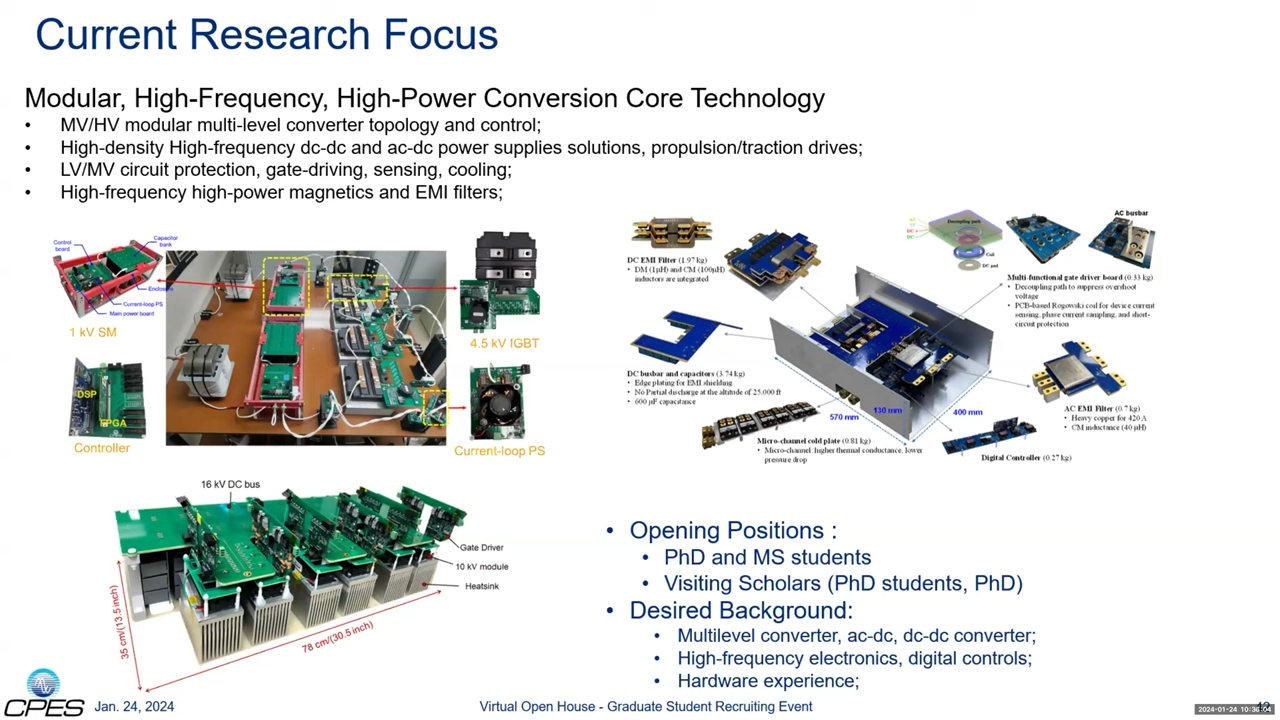 Current Research Focus
Modular, High-Frequency, High-Power Conversion Core Technology
• MV/HV modular multi-level converter topology and control;
• High-density High-frequency dc-dc and ac-dc power supplies solutions, propulsion/traction drives;
• LV/MV circuit protection, gate-driving, sensing, cooling;
• High-frequency high-power magnetics and EMI filters;
Control
board
Capacitor
bank
Enclosure
Current-loop PS
Main power board
1 kV SM
DSP
FPGA
Controller
4.5 kV IGBT
Current-loop PS
DC EMI Filter (1.97 kg)
• DM (1μH) and CM (100μH)
inductors are integrated
Decoupling path
Coil
DC pad
AC busbar
Multi-functional gate driver board (0.33 kg)
• Decoupling path to suppress overshoot
voltage
• PCB-based Rogowski coil for device current
sensing, phase current sampling, and short-
circuit protection
DC busbar and capacitors (3.74 kg)
• Edge plating for EMI shielding
• No Partial discharge at the altitude of 25,000 ft
• 600 μF capacitance
570 mm
130 mm
400 mm
AC EMI Filter (0.7 kg)
• Heavy copper for 420 A
• CM inductance (40 μH)
Micro-channel cold plate (0.81 kg)
• Micro-channel: higher thermal conductance, lower
pressure drop
Digital Controller (0.27 kg)
16 kV DC bus
Gate Driver
10 kV module
Heatsink
35 cm/(13.5 inch)
78 cm/(30.5 inch)
• Opening Positions :
• PhD and MS students
• Visiting Scholars (PhD students, PhD)
• Desired Background:
• Multilevel converter, ac-dc, dc-dc converter;
• High-frequency electronics, digital controls;
• Hardware experience;
CPES
Jan. 24, 2024
Virtual Open House - Graduate Student Recruiting Event
2024-01-24 10:36:04